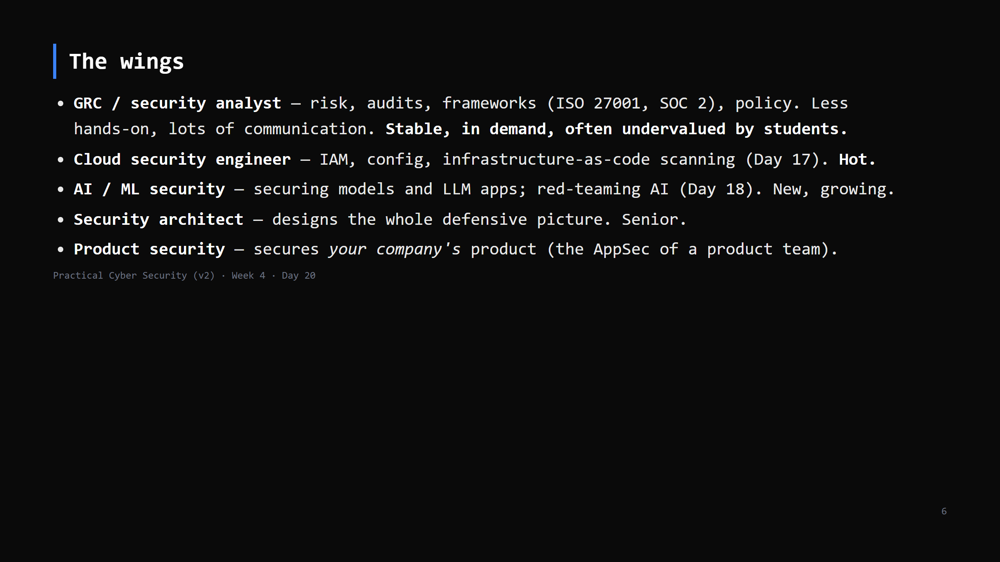 The wings
• GRC / security analyst — risk, audits, frameworks (ISO 27001, SOC 2), policy. Less
hands-on, lots of communication. Stable, in demand, often undervalued by students.
• Cloud security engineer — IAM, config, infrastructure-as-code scanning (Day 17). Hot.
• AI / ML security — securing models and LLM apps; red-teaming AI (Day 18). New, growing.
• Security architect — designs the whole defensive picture. Senior.
• Product security — secures your company's product (the AppSec of a product team).
Practical Cyber Security (v2) · Week 4 · Day 20
6